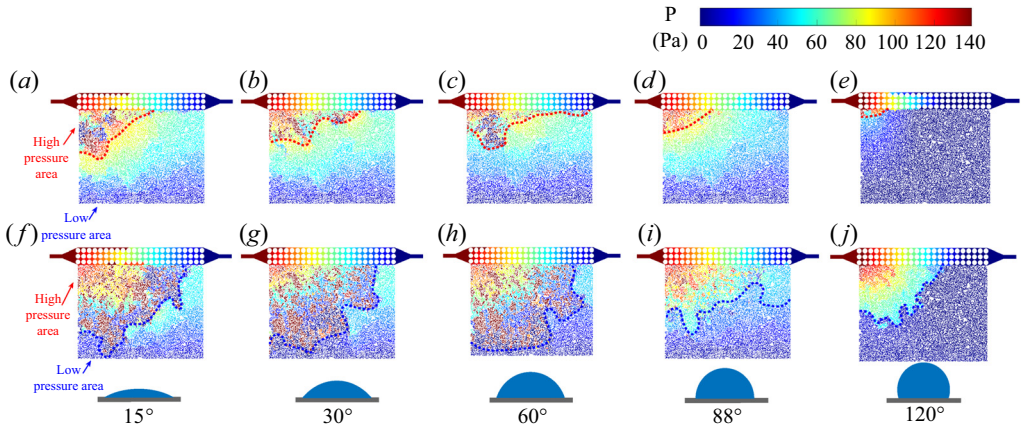 P
(Pa) 0 20 40 60 80 100 120 140
(a) (b) (c) (d) (e)
High
pressure
area
Low
pressure area
(f) (g) (h) (i) (j)
High
pressure
area
Low
pressure area
15° 30° 60° 88° 120°